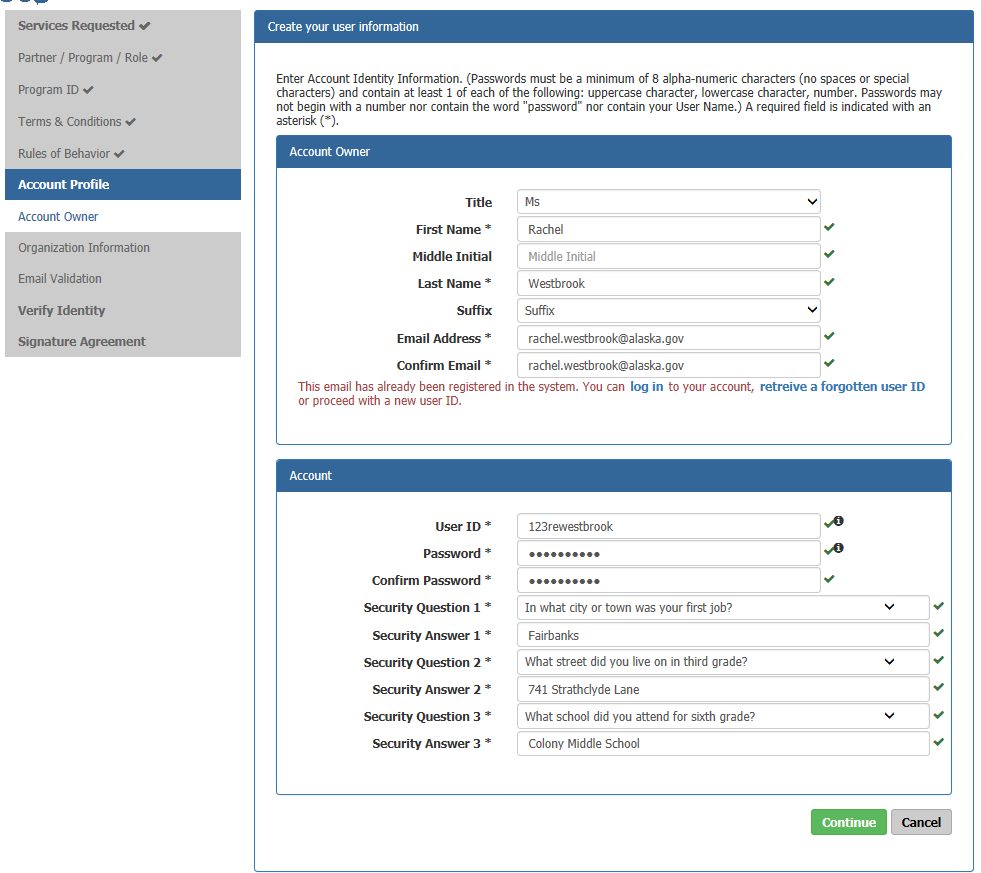 Services Requested
Partner / Program / Role
Program ID
Terms & Conditions
Rules of Behavior
Account Profile
Account Owner
Organization Information
Email Validation
Verify Identity
Signature Agreement
Create your user information
Enter Account Identity Information. (Passwords must be a minimum of 8 alpha-numeric characters (no spaces or special
characters) and contain at least 1 of each of the following: uppercase character, lowercase character, number. Passwords may
not begin with a number nor contain the word "password" nor contain your User Name.) A required field is indicated with an
asterisk (*).
Account Owner
Title Ms
First Name * Rachel
Middle Initial Middle Initial
Last Name * Westbrook
Suffix Suffix
Email Address * rachel.westbrook@alaska.gov
Confirm Email * rachel.westbrook@alaska.gov
This email has already been registered in the system. You can log in to your account, retreive a forgotten user ID
or proceed with a new user ID.
Account
User ID * 123rewestbrook
Password * ••••••••••
Confirm Password * ••••••••••
Security Question 1 * In what city or town was your first job?
Security Answer 1 * Fairbanks
Security Question 2 * What street did you live on in third grade?
Security Answer 2 * 741 Strathclyde Lane
Security Question 3 * What school did you attend for sixth grade?
Security Answer 3 * Colony Middle School
Continue Cancel